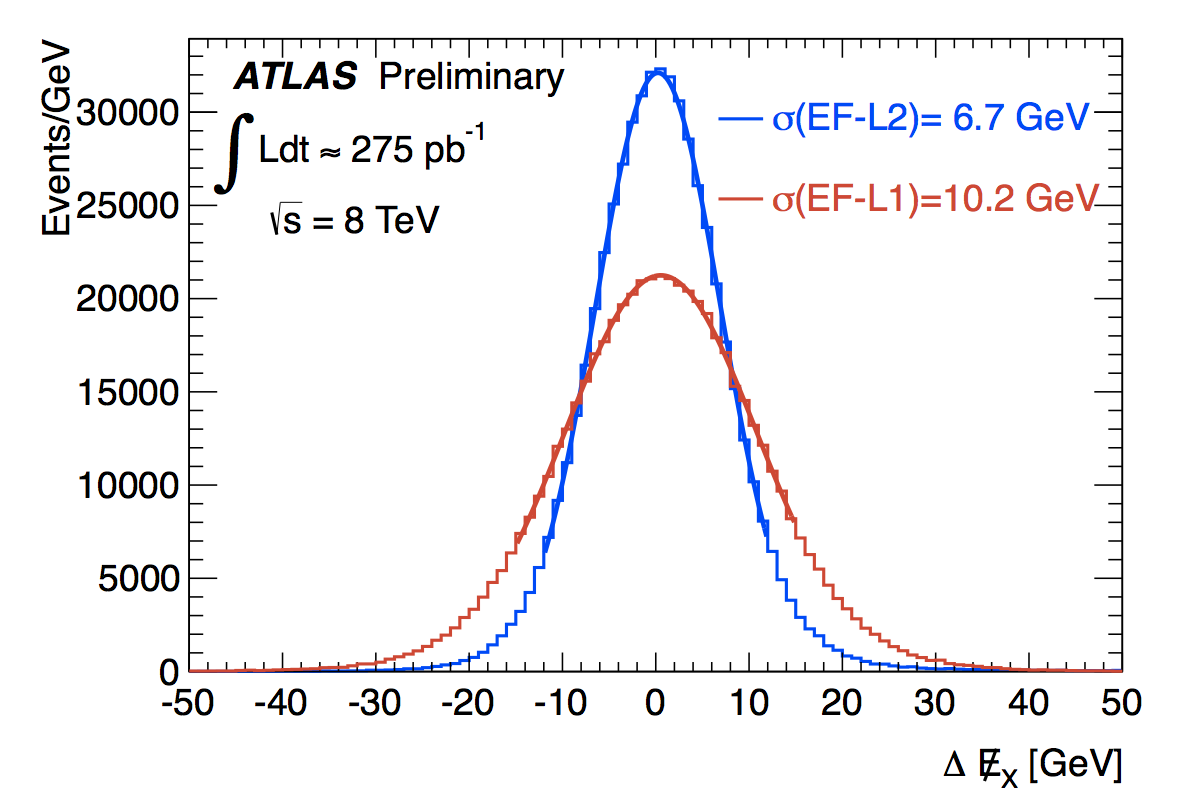 ATLAS Preliminary
∫ Ldt ≈ 275 pb⁻¹
√s = 8 TeV
σ(EF-L2)= 6.7 GeV
σ(EF-L1)=10.2 GeV
Events/GeV
30000
25000
20000
15000
10000
5000
0
-50 -40 -30 -20 -10 0 10 20 30 40 50
Δ E̸X [GeV]